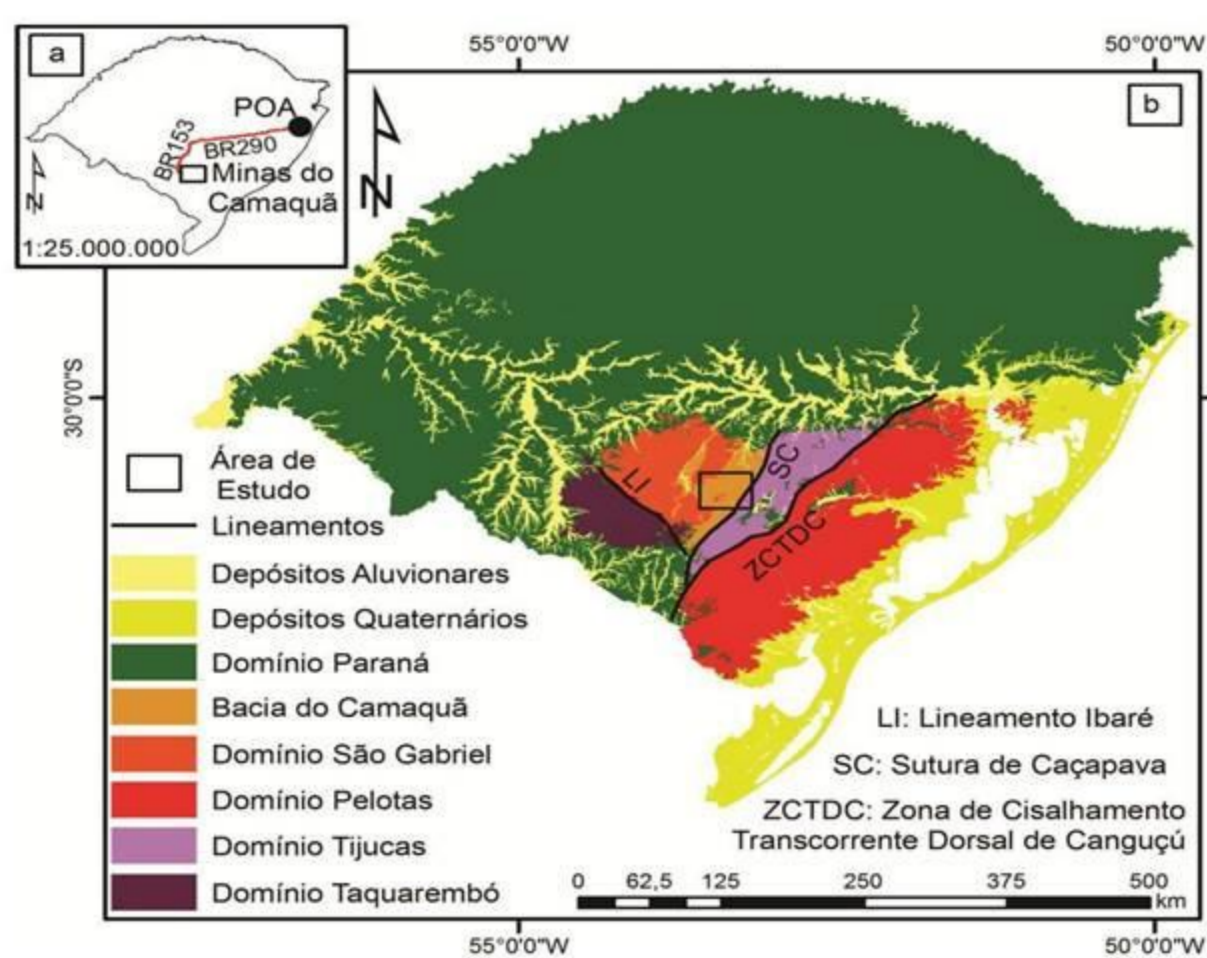 a
POA
BR153
BR290
Minas do
Camaquã
N
1:25.000.000
55°0'0"W
50°0'0"W
b
N
30°0'0"S
LI
SC
ZCTDC
Área de
Estudo
Lineamentos
Depósitos Aluvionares
Depósitos Quaternários
Domínio Paraná
Bacia do Camaquã
Domínio São Gabriel
Domínio Pelotas
Domínio Tijucas
Domínio Taquarembó
LI: Lineamento Ibaré
SC: Sutura de Caçapava
ZCTDC: Zona de Cisalhamento
Transcorrente Dorsal de Canguçú
0 62,5 125 250 375 500
km
55°0'0"W
50°0'0"W